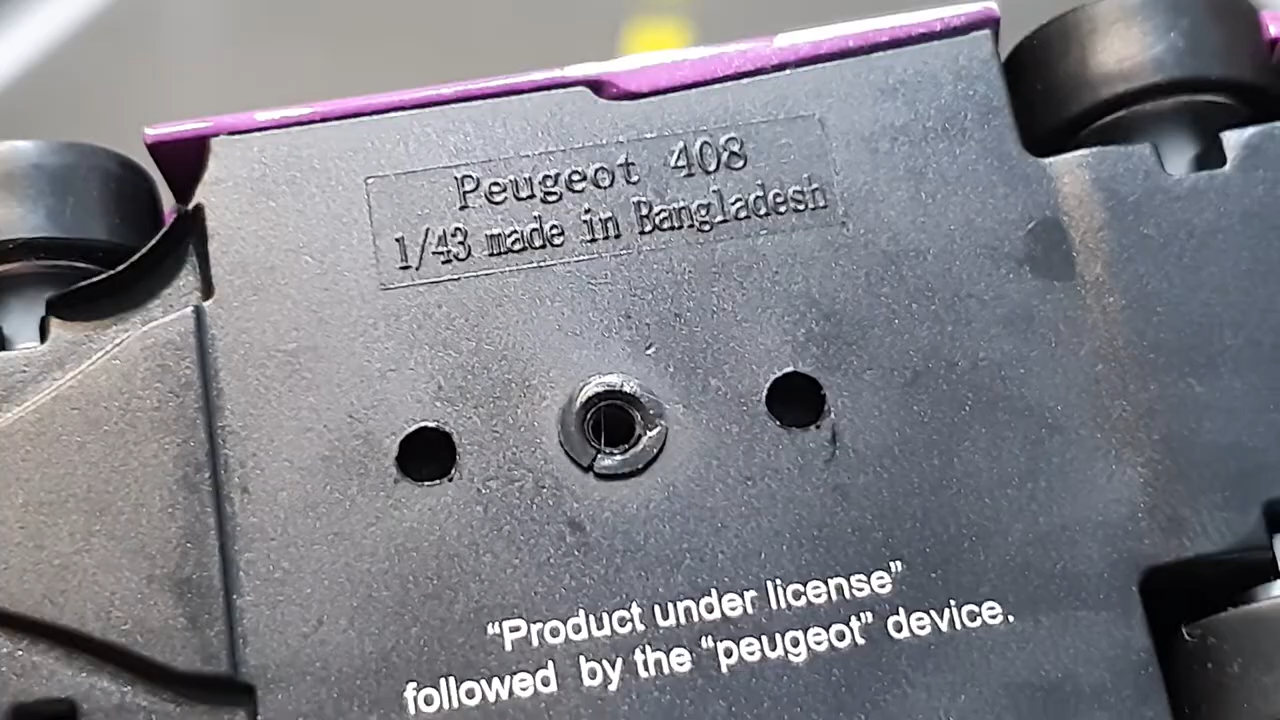 Peugeot 408
1/43 made in Bangladesh
“Product under license”
followed by the “peugeot” device.